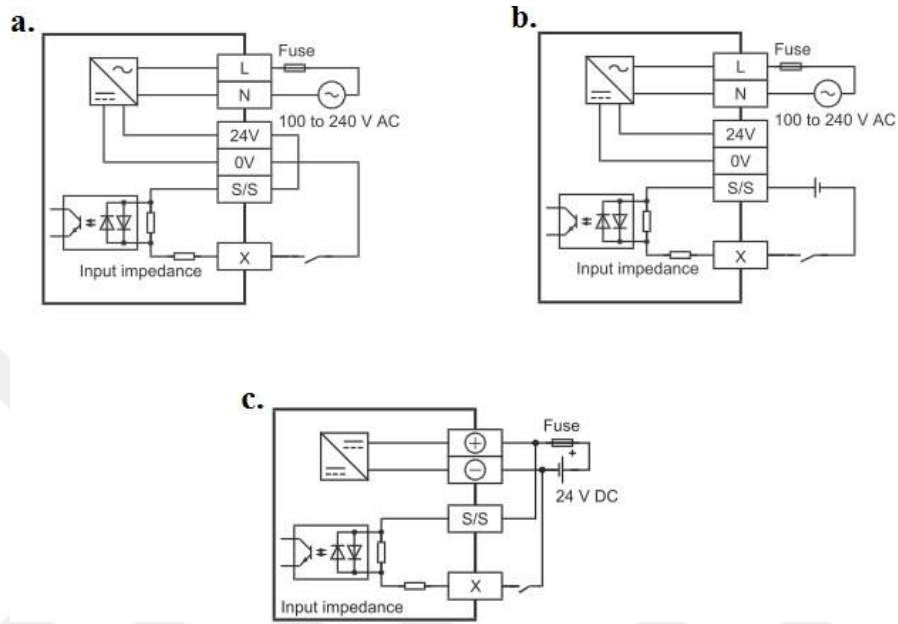 a.
Fuse
L
N
100 to 240 V AC
24V
0V
S/S
X
Input impedance
b.
Fuse
L
N
100 to 240 V AC
24V
0V
S/S
X
Input impedance
c.
Fuse
+
+
−
24 V DC
S/S
X
Input impedance